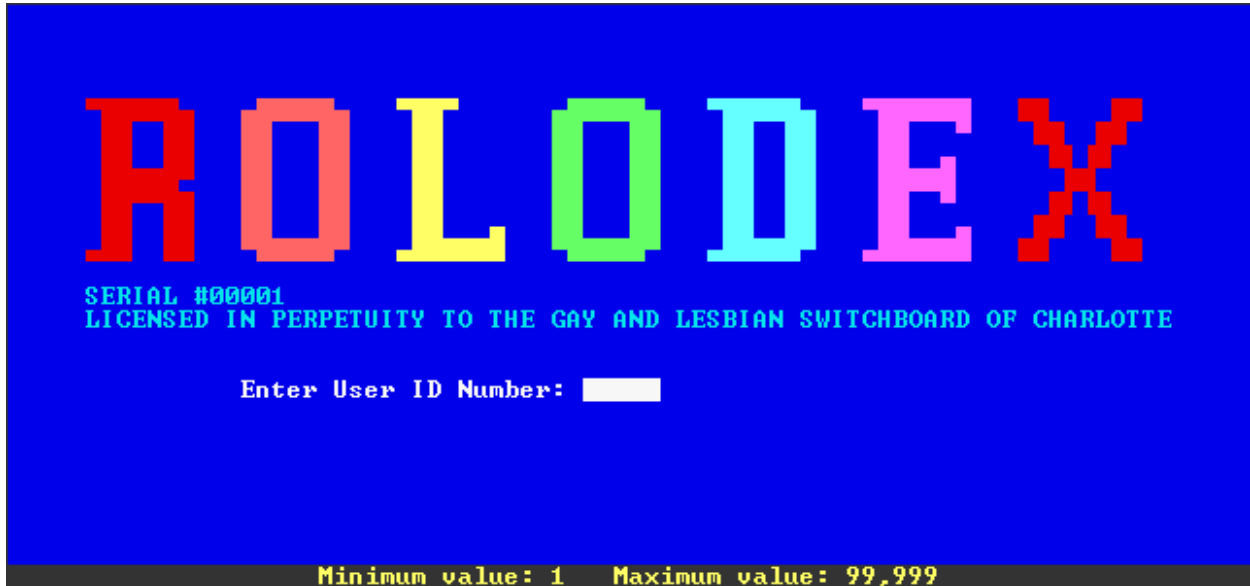 ROLODEX
SERIAL #00001
LICENSED IN PERPETUITY TO THE GAY AND LESBIAN SWITCHBOARD OF CHARLOTTE
Enter User ID Number:
Minimum value: 1 Maximum value: 99,999